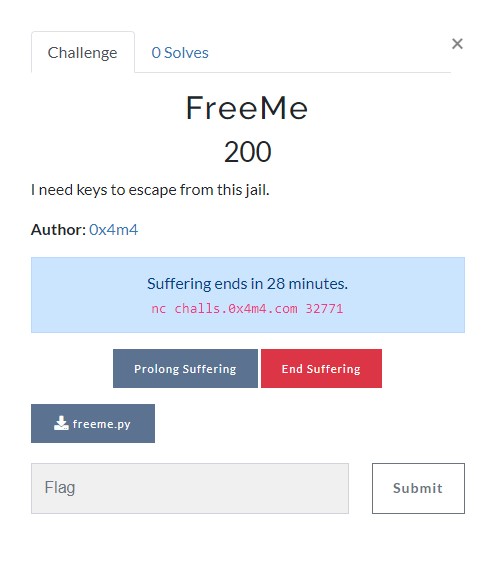 Challenge
0 Solves
×
FreeMe
200
I need keys to escape from this jail.
Author: 0x4m4
Suffering ends in 28 minutes.
nc challs.0x4m4.com 32771
Prolong Suffering
End Suffering
freeme.py
Flag
Submit